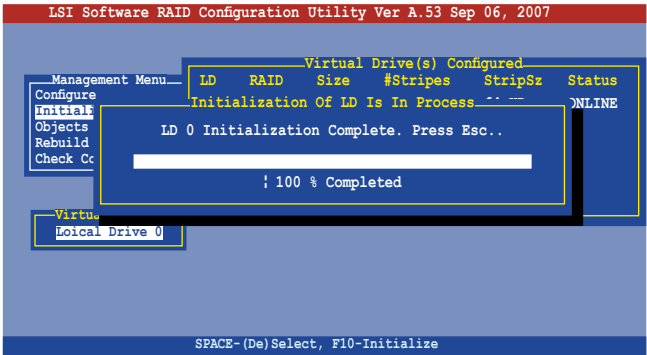 LSI Software RAID Configuration Utility Ver A.53 Sep 06, 2007
Virtual Drive(s) Configured
Management Menu
LD RAID Size #Stripes StripSz Status
Configure
Initiali
Objects
Rebuild
Check Co
Initialization Of LD Is In Process
ONLINE
LD 0 Initialization Complete. Press Esc..
¦ 100 % Completed
Virtua
Loical Drive 0
SPACE-(De)Select, F10-Initialize